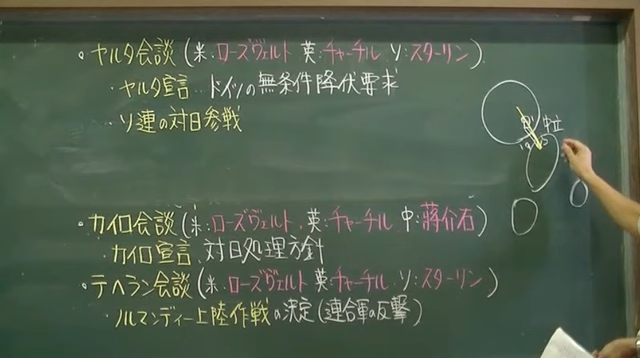 ・ヤルタ会談(米:ローズヴェルト 英:チャーチル ソ:スターリン)
・ヤルタ宣言…ドイツの無条件降伏要求
・ソ連の対日参戦
中立
・カイロ会談(米:ローズヴェルト、英:チャーチル 中:蔣介石)
・カイロ宣言…対日処理方針
・テヘラン会談(米:ローズヴェルト 英:チャーチル ソ:スターリン)
・ノルマンディー上陸作戦の決定(連合軍の反撃)